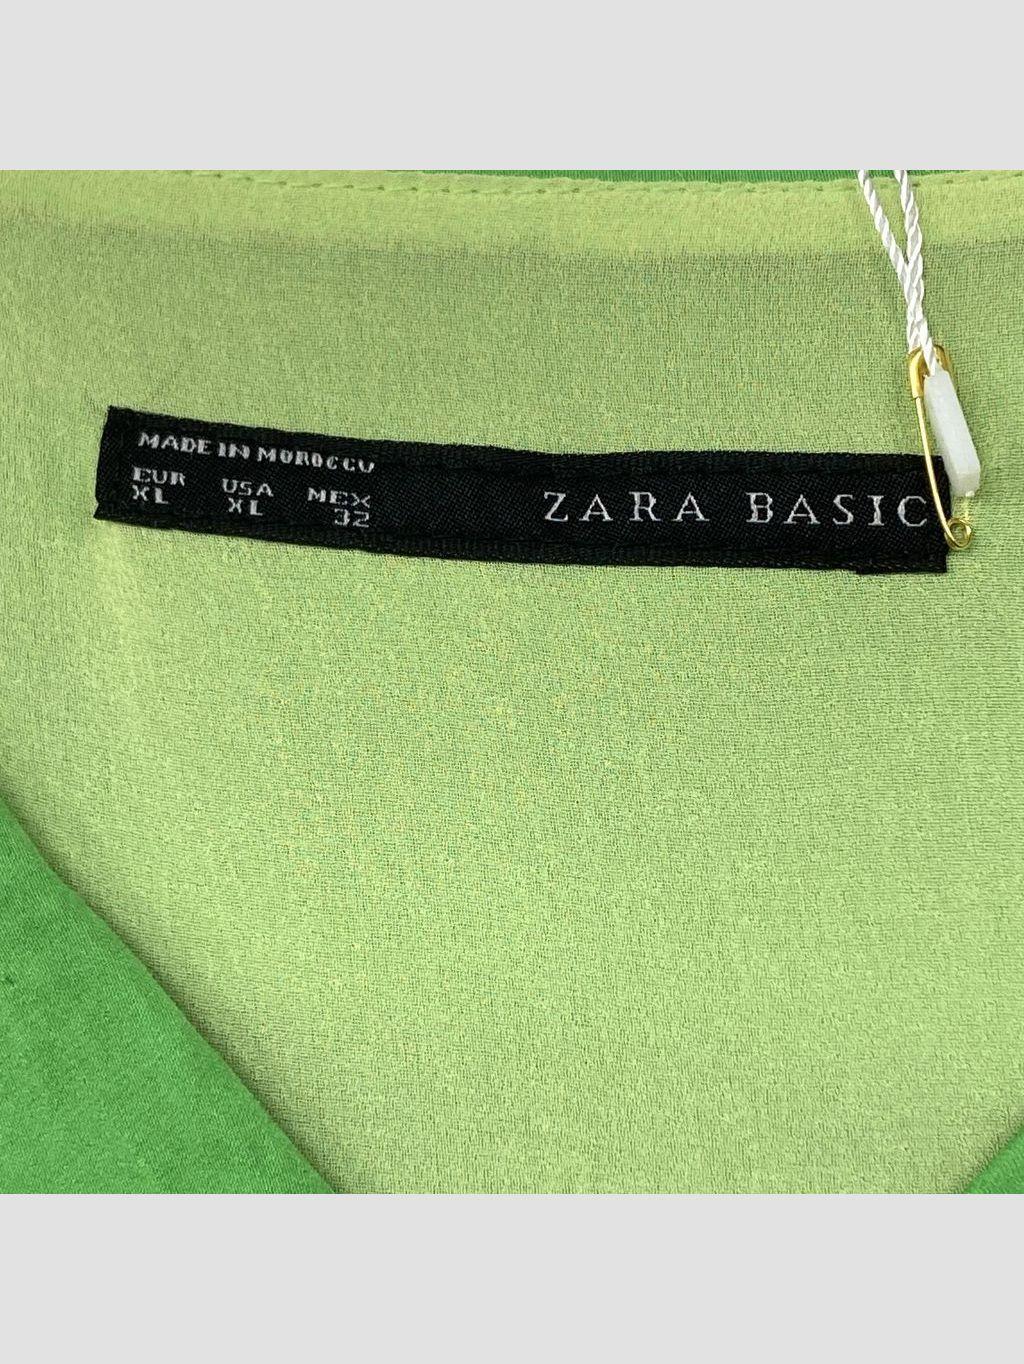 MADE IN MOROCCO
EUR USA MEX
XL XL 32
ZARA BASIC